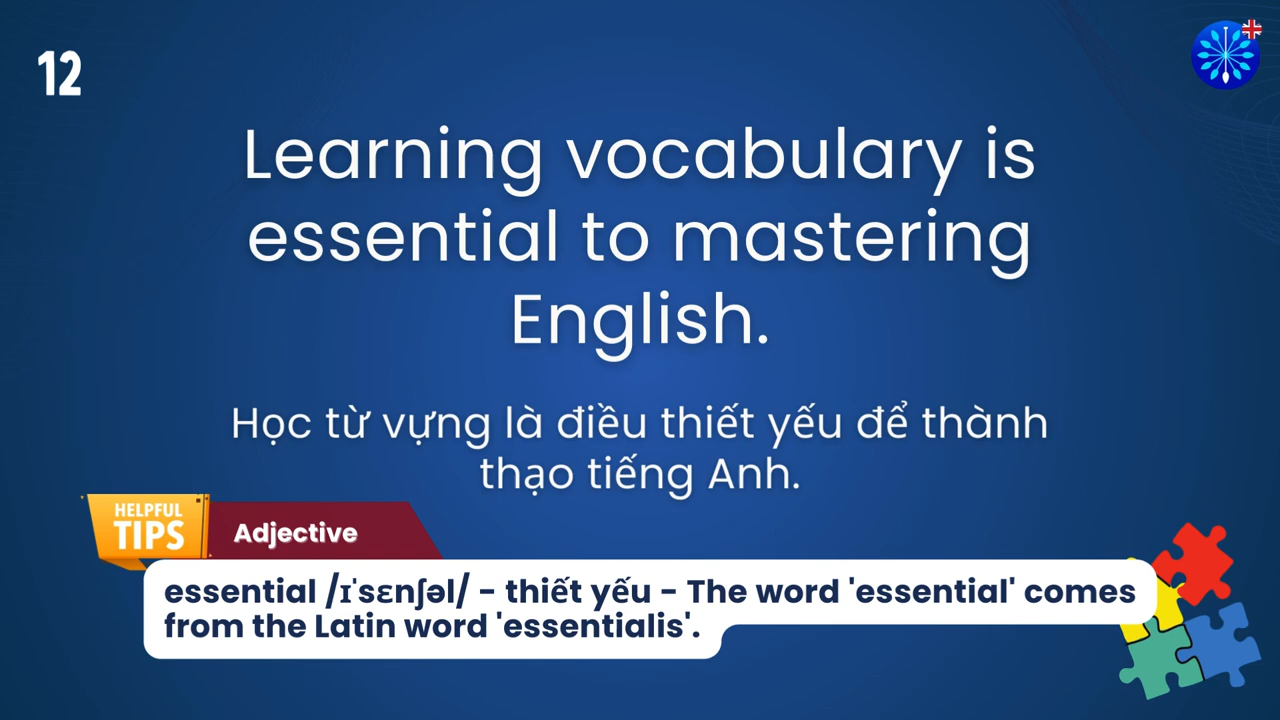 12
Learning vocabulary is
essential to mastering
English.
Học từ vựng là điều thiết yếu để thành
thạo tiếng Anh.
HELPFUL
TIPS
Adjective
essential /ɪˈsɛnʃəl/ - thiết yếu - The word 'essential' comes
from the Latin word 'essentialis'.